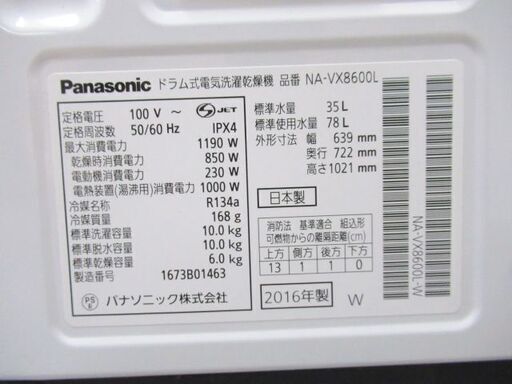 Panasonic ドラム式電気洗濯乾燥機 品番 NA-VX8600L
定格電圧 100 V ～ S JET
定格周波数 50/60 Hz IPX4
最大消費電力 1190 W
乾燥時消費電力 850 W
電動機消費電力 230 W
電熱装置(湯沸用)消費電力 1000 W
冷媒名称 R134a
冷媒質量 168 g
標準洗濯容量 10.0 kg
標準脱水容量 10.0 kg
標準乾燥容量 6.0 kg
製造番号 1673B01463
PS E パナソニック株式会社
標準水量 35 L
標準使用水量 78 L
外形寸法 幅 639 mm
奥行 722 mm
高さ 1021 mm
日本製
消防法 基準適合 組込形
可燃物からの離隔距離(cm)
上方 側方 後方 下方
13 1 1 0
2016年製 W
NA-VX8600L-W